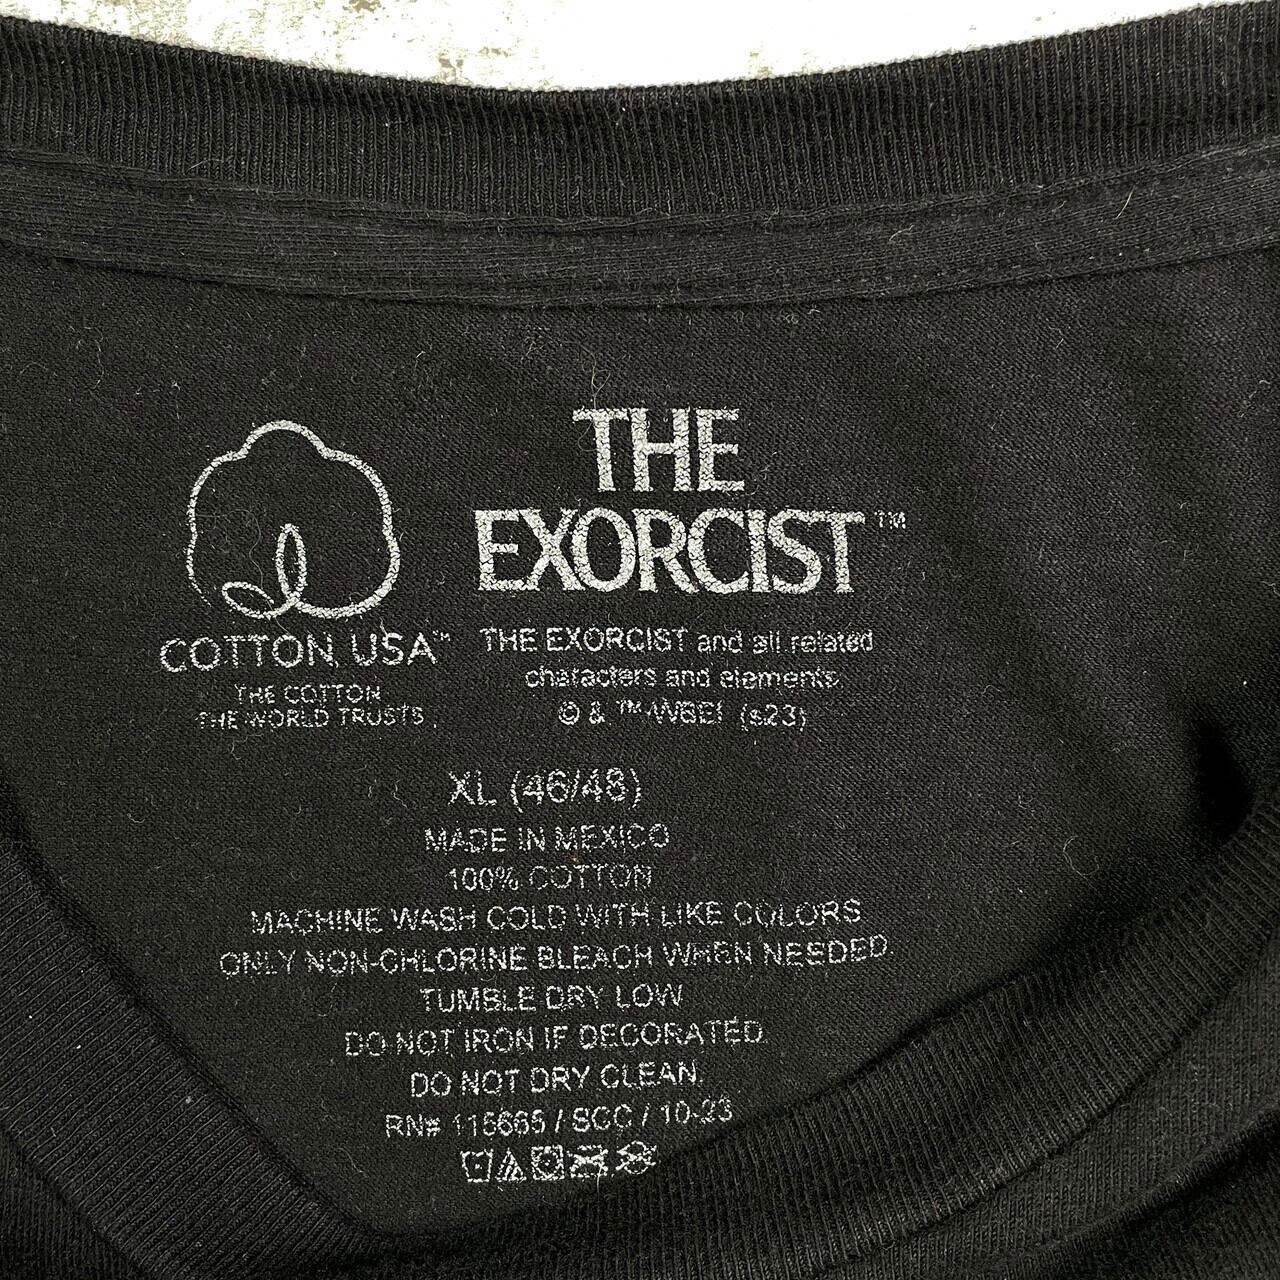 THE
EXORCIST™
COTTON USA™
THE COTTON
THE WORLD TRUSTS
THE EXORCIST and all related
characters and elements
© & ™ WBEI (s23)
XL (46/48)
MADE IN MEXICO
100% COTTON
MACHINE WASH COLD WITH LIKE COLORS
ONLY NON-CHLORINE BLEACH WHEN NEEDED.
TUMBLE DRY LOW
DO NOT IRON IF DECORATED.
DO NOT DRY CLEAN.
RN# 115665 / SGC / 10-23